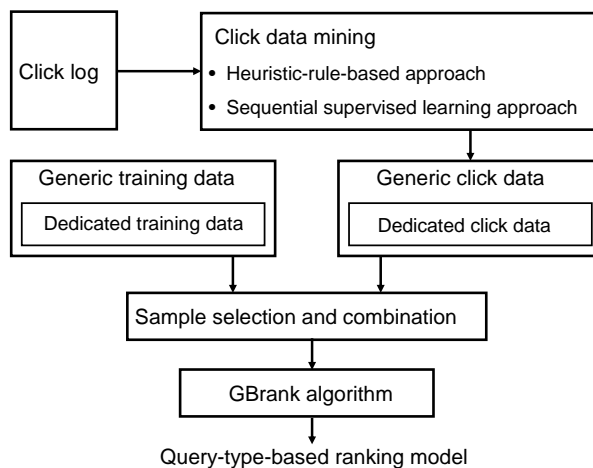 Click log
Click data mining
• Heuristic-rule-based approach
• Sequential supervised learning approach
Generic training data
Dedicated training data
Generic click data
Dedicated click data
Sample selection and combination
GBrank algorithm
Query-type-based ranking model